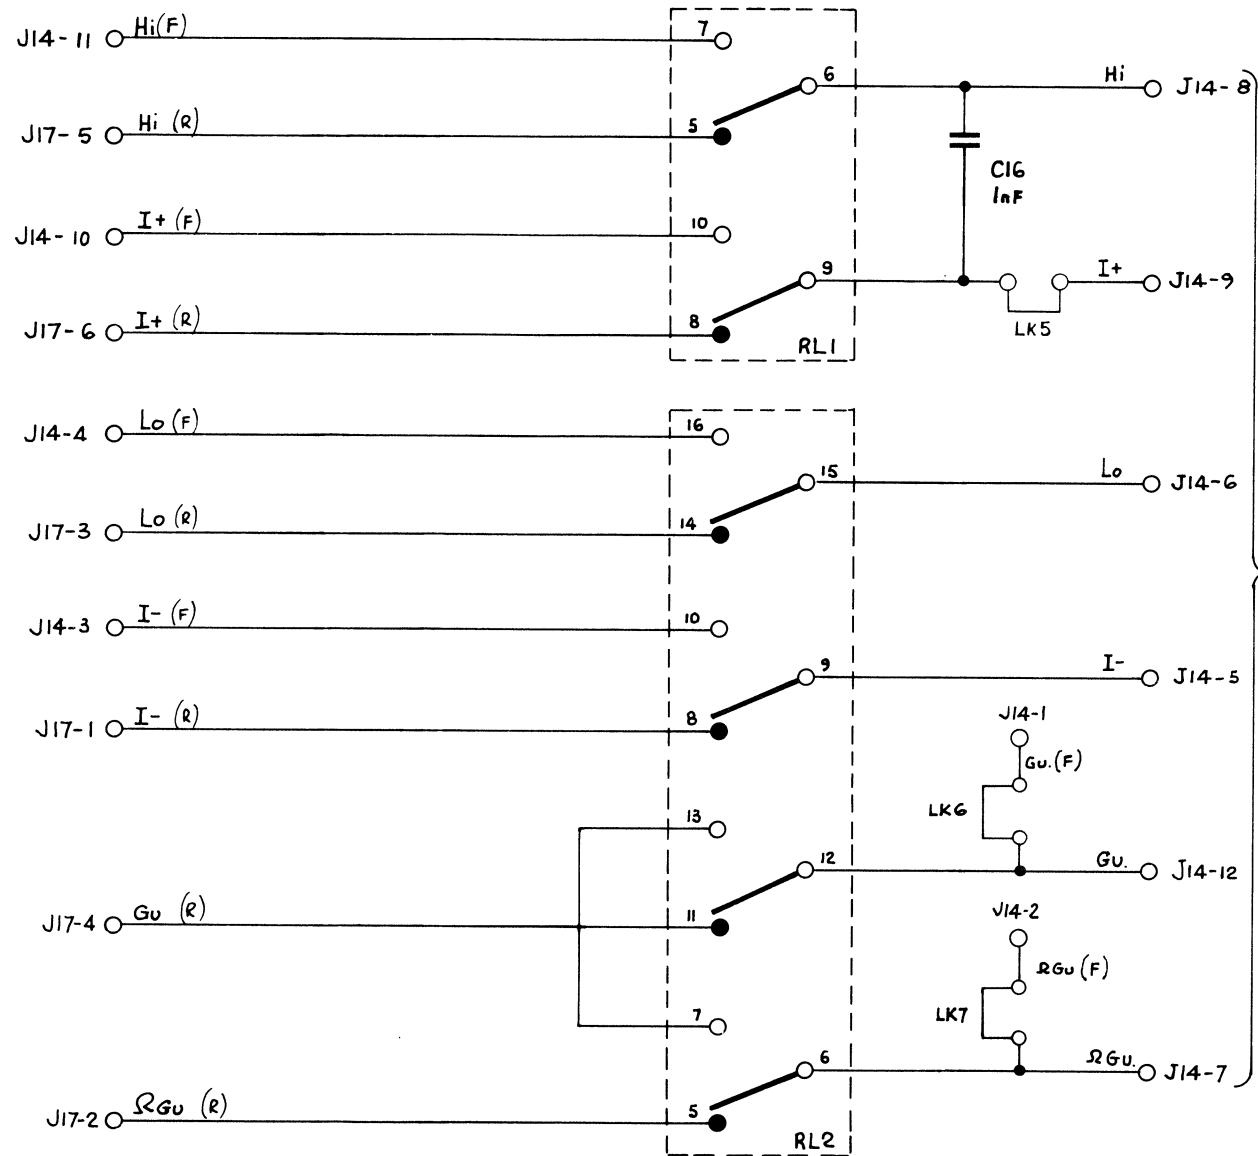 J14-11 Hi(F) 7
6 Hi J14-8
J17-5 Hi (R) 5
C16
1nF
J14-10 I+ (F) 10
9 I+ J14-9
J17-6 I+ (R) 8
LK5
RL1
J14-4 Lo (F) 16
15 Lo J14-6
J17-3 Lo (R) 14
J14-3 I- (F) 10
9 I- J14-5
J17-1 I- (R) 8
J14-1
Gu.(F)
LK6
13
12 Gu. J14-12
J17-4 Gu (R) 11
J14-2
ΩGu (F)
LK7
7
6 ΩGu. J14-7
J17-2 ΩGu (R) 5
RL2